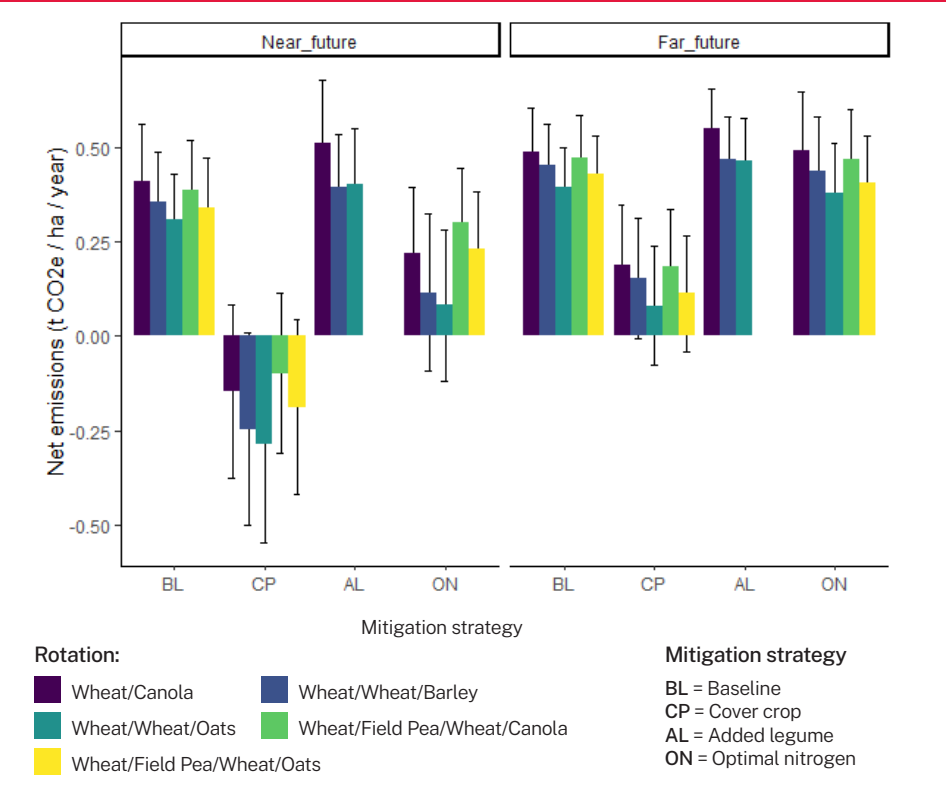 Near_future
Far_future
Net emissions (t CO2e / ha / year)
0.50
0.25
0.00
-0.25
-0.50
BL CP AL ON
BL CP AL ON
Mitigation strategy
Rotation:
Wheat/Canola
Wheat/Wheat/Barley
Wheat/Wheat/Oats
Wheat/Field Pea/Wheat/Canola
Wheat/Field Pea/Wheat/Oats
Mitigation strategy
BL = Baseline
CP = Cover crop
AL = Added legume
ON = Optimal nitrogen